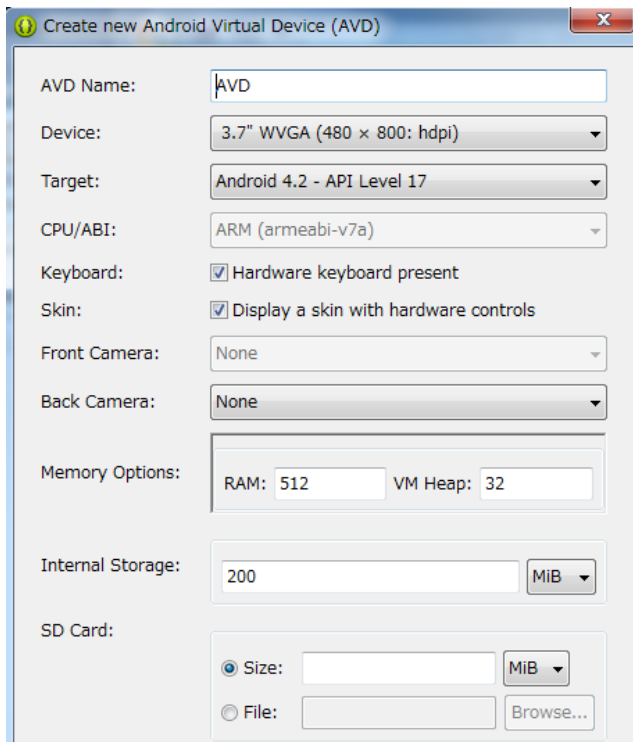 Create new Android Virtual Device (AVD)
AVD Name: AVD
Device: 3.7" WVGA (480 × 800: hdpi)
Target: Android 4.2 - API Level 17
CPU/ABI: ARM (armeabi-v7a)
Keyboard: Hardware keyboard present
Skin: Display a skin with hardware controls
Front Camera: None
Back Camera: None
Memory Options: RAM: 512 VM Heap: 32
Internal Storage: 200 MiB
SD Card:
Size: MiB
File: Browse...